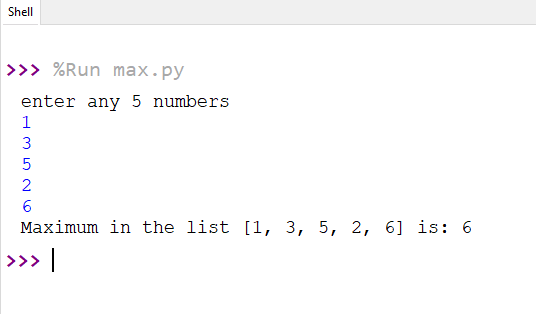 Shell
>>> %Run max.py
enter any 5 numbers
1
3
5
2
6
Maximum in the list [1, 3, 5, 2, 6] is: 6
>>>